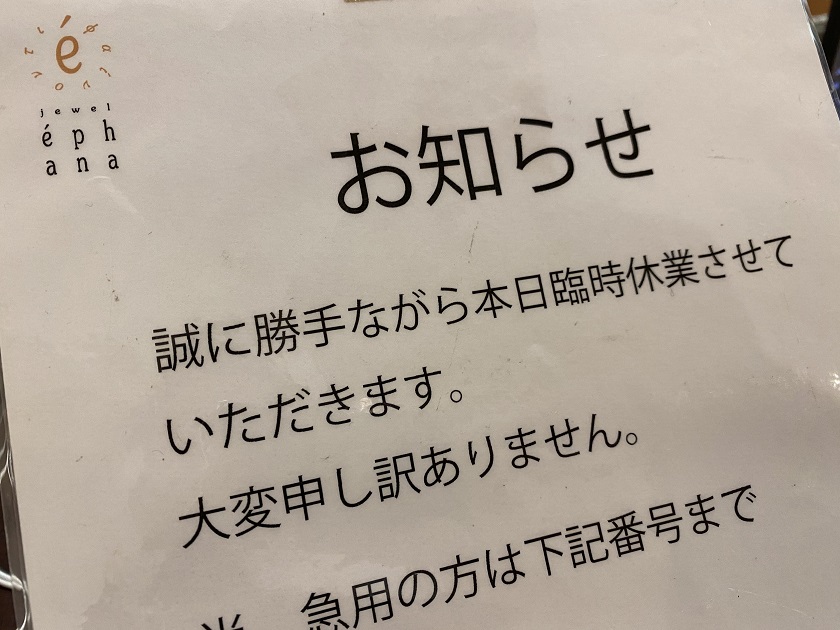 é
jewel
éph
ana
お知らせ
誠に勝手ながら本日臨時休業させて
いただきます。
大変申し訳ありません。
急用の方は下記番号まで